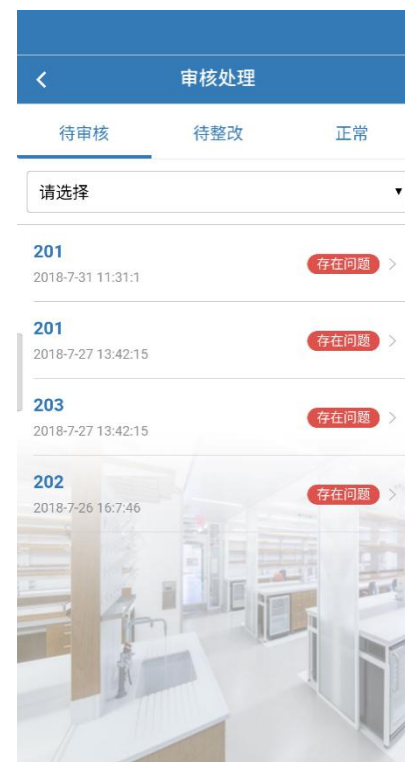 审核处理
待审核 待整改 正常
请选择
201
存在问题
2018-7-31 11:31:1
201
存在问题
2018-7-27 13:42:15
203
存在问题
2018-7-27 13:42:15
202
存在问题
2018-7-26 16:7:46